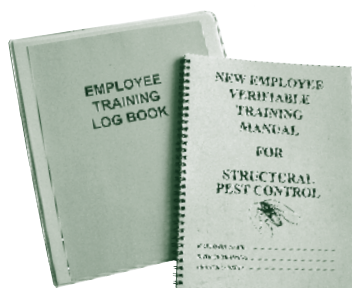 EMPLOYEE
TRAINING
LOG BOOK
NEW EMPLOYEE
VERIFIABLE
TRAINING
MANUAL
FOR
STRUCTURAL
PEST CONTROL